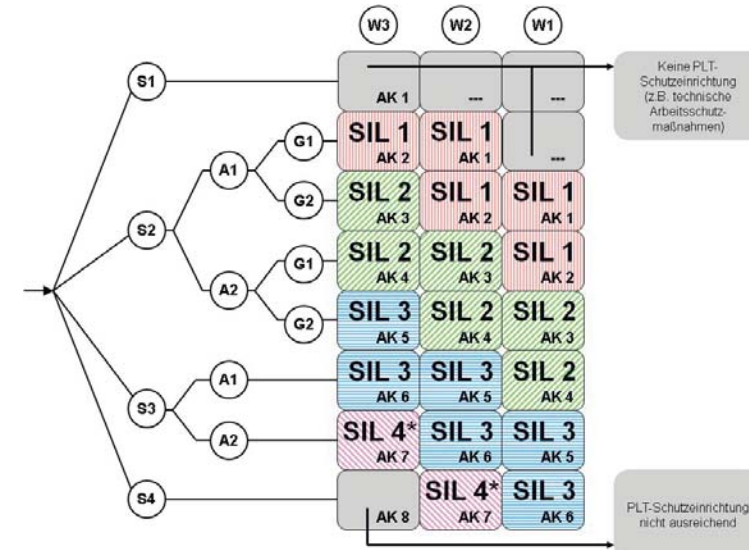 W3 W2 W1
S1
AK 1 --- ---
Keine PLT-
Schutzeinrichtung
(z.B. technische
Arbeitsschutz-
maßnahmen)
G1
SIL 1 SIL 1
AK 2 AK 1 ---
A1
G2
SIL 2 SIL 1 SIL 1
AK 3 AK 2 AK 1
S2
G1
SIL 2 SIL 2 SIL 1
AK 4 AK 3 AK 2
A2
G2
SIL 3 SIL 2 SIL 2
AK 5 AK 4 AK 3
A1
SIL 3 SIL 3 SIL 2
AK 6 AK 5 AK 4
S3
A2
SIL 4* SIL 3 SIL 3
AK 7 AK 6 AK 5
S4
SIL 4* SIL 3
AK 8 AK 7 AK 6
PLT-Schutzeinrichtung
nicht ausreichend